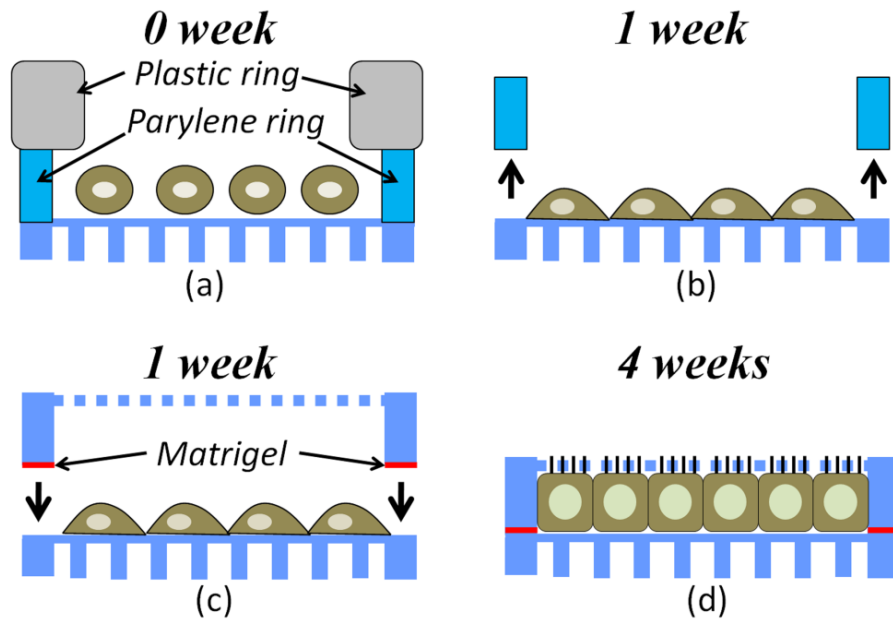 0 week
Plastic ring
Parylene ring
(a)
1 week
(b)
1 week
Matrigel
(c)
4 weeks
(d)